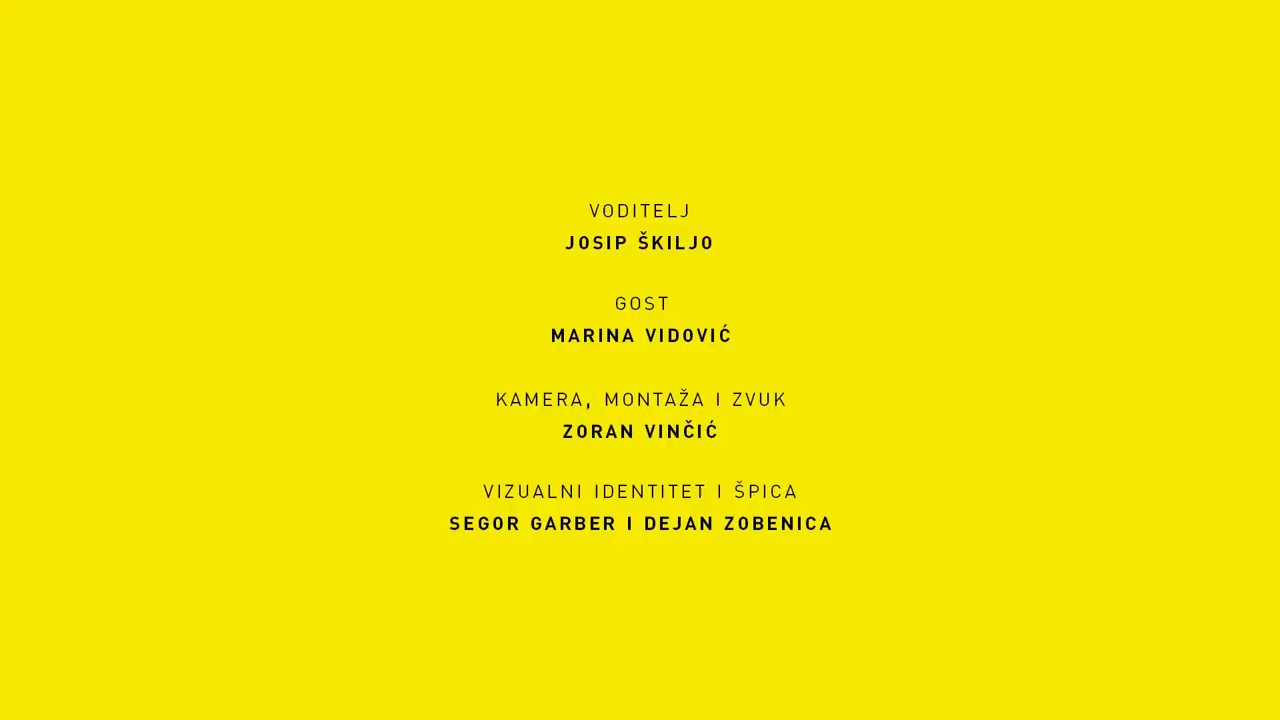 VODITELJ
JOSIP ŠKILJO
GOST
MARINA VIDOVIĆ
KAMERA, MONTAŽA I ZVUK
ZORAN VINČIĆ
VIZUALNI IDENTITET I ŠPICA
SEGOR GARBER I DEJAN ZOBENICA